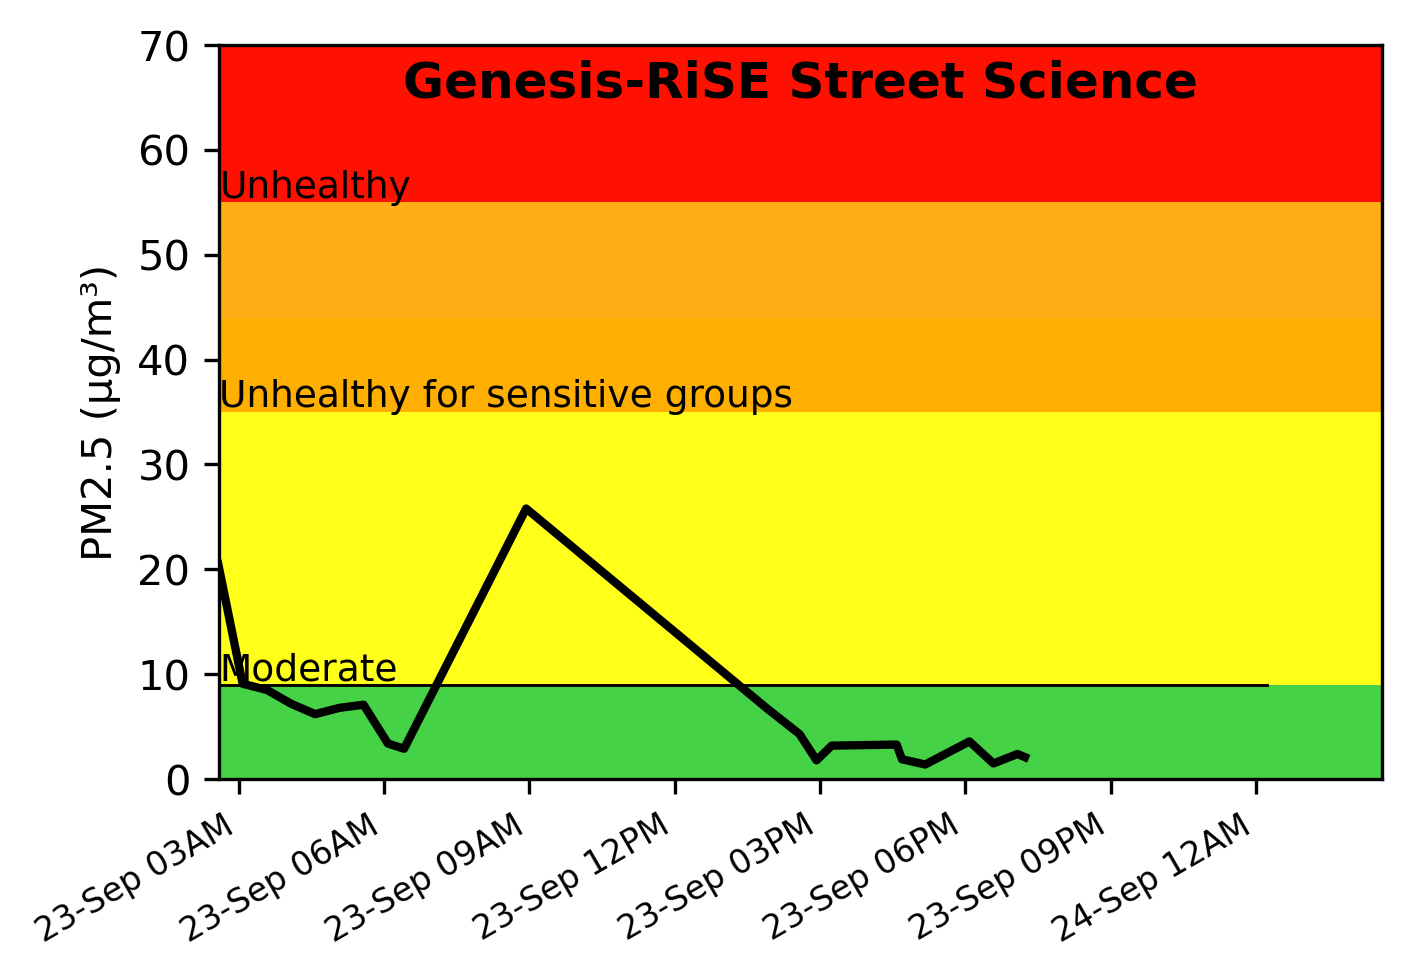 Genesis-RiSE Street Science
PM2.5 (µg/m³)
70
60
50
40
30
20
10
0
Unhealthy
Unhealthy for sensitive groups
Moderate
23-Sep 03AM
23-Sep 06AM
23-Sep 09AM
23-Sep 12PM
23-Sep 03PM
23-Sep 06PM
23-Sep 09PM
24-Sep 12AM